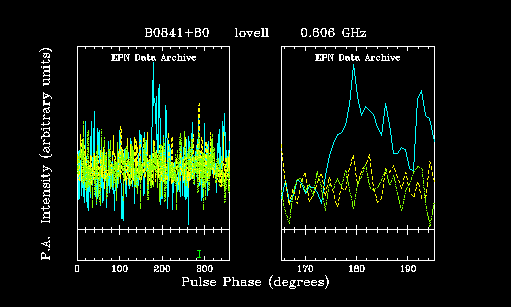 B0841+80 lovell 0.606 GHz
EPN Data Archive EPN Data Archive
Intensity (arbitrary units)
P.A.
0 100 200 300 170 180 190
Pulse Phase (degrees)